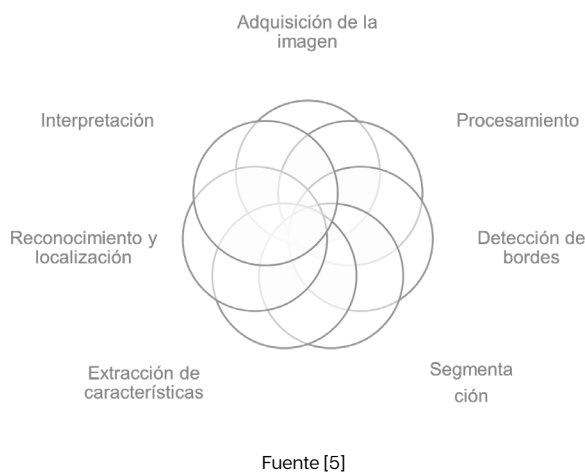 Adquisición de la
imagen
Interpretación
Procesamiento
Reconocimiento y
localización
Detección de
bordes
Extracción de
características
Segmenta
ción
Fuente [5]